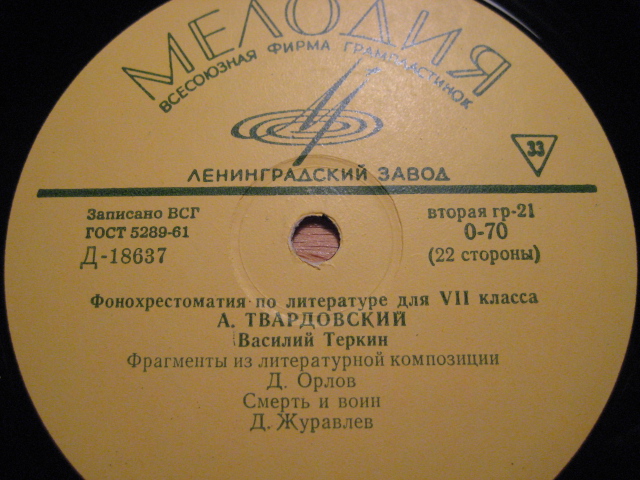 МЕЛОДИЯ
ВСЕСОЮЗНАЯ ФИРМА ГРАМПЛАСТИНОК
33
ЛЕНИНГРАДСКИЙ ЗАВОД
Записано ВСГ
ГОСТ 5289-61
Д-18637
вторая гр-21
0-70
(22 стороны)
Фонохрестоматия по литературе для VII класса
А. ТВАРДОВСКИЙ
Василий Теркин
Фрагменты из литературной композиции
Д. Орлов
Смерть и воин
Д. Журавлев